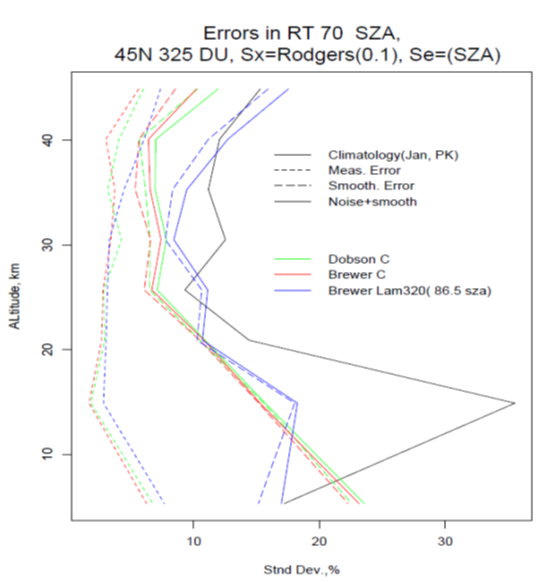 Errors in RT 70 SZA,
45N 325 DU, Sx=Rodgers(0.1), Se=(SZA)
40
30
20
10
ALtitude, km
Climatology(Jan, PK)
Meas. Error
Smooth. Error
Noise+smooth
Dobson C
Brewer C
Brewer Lam320( 86.5 sza)
10
20
30
Stnd Dev.,%